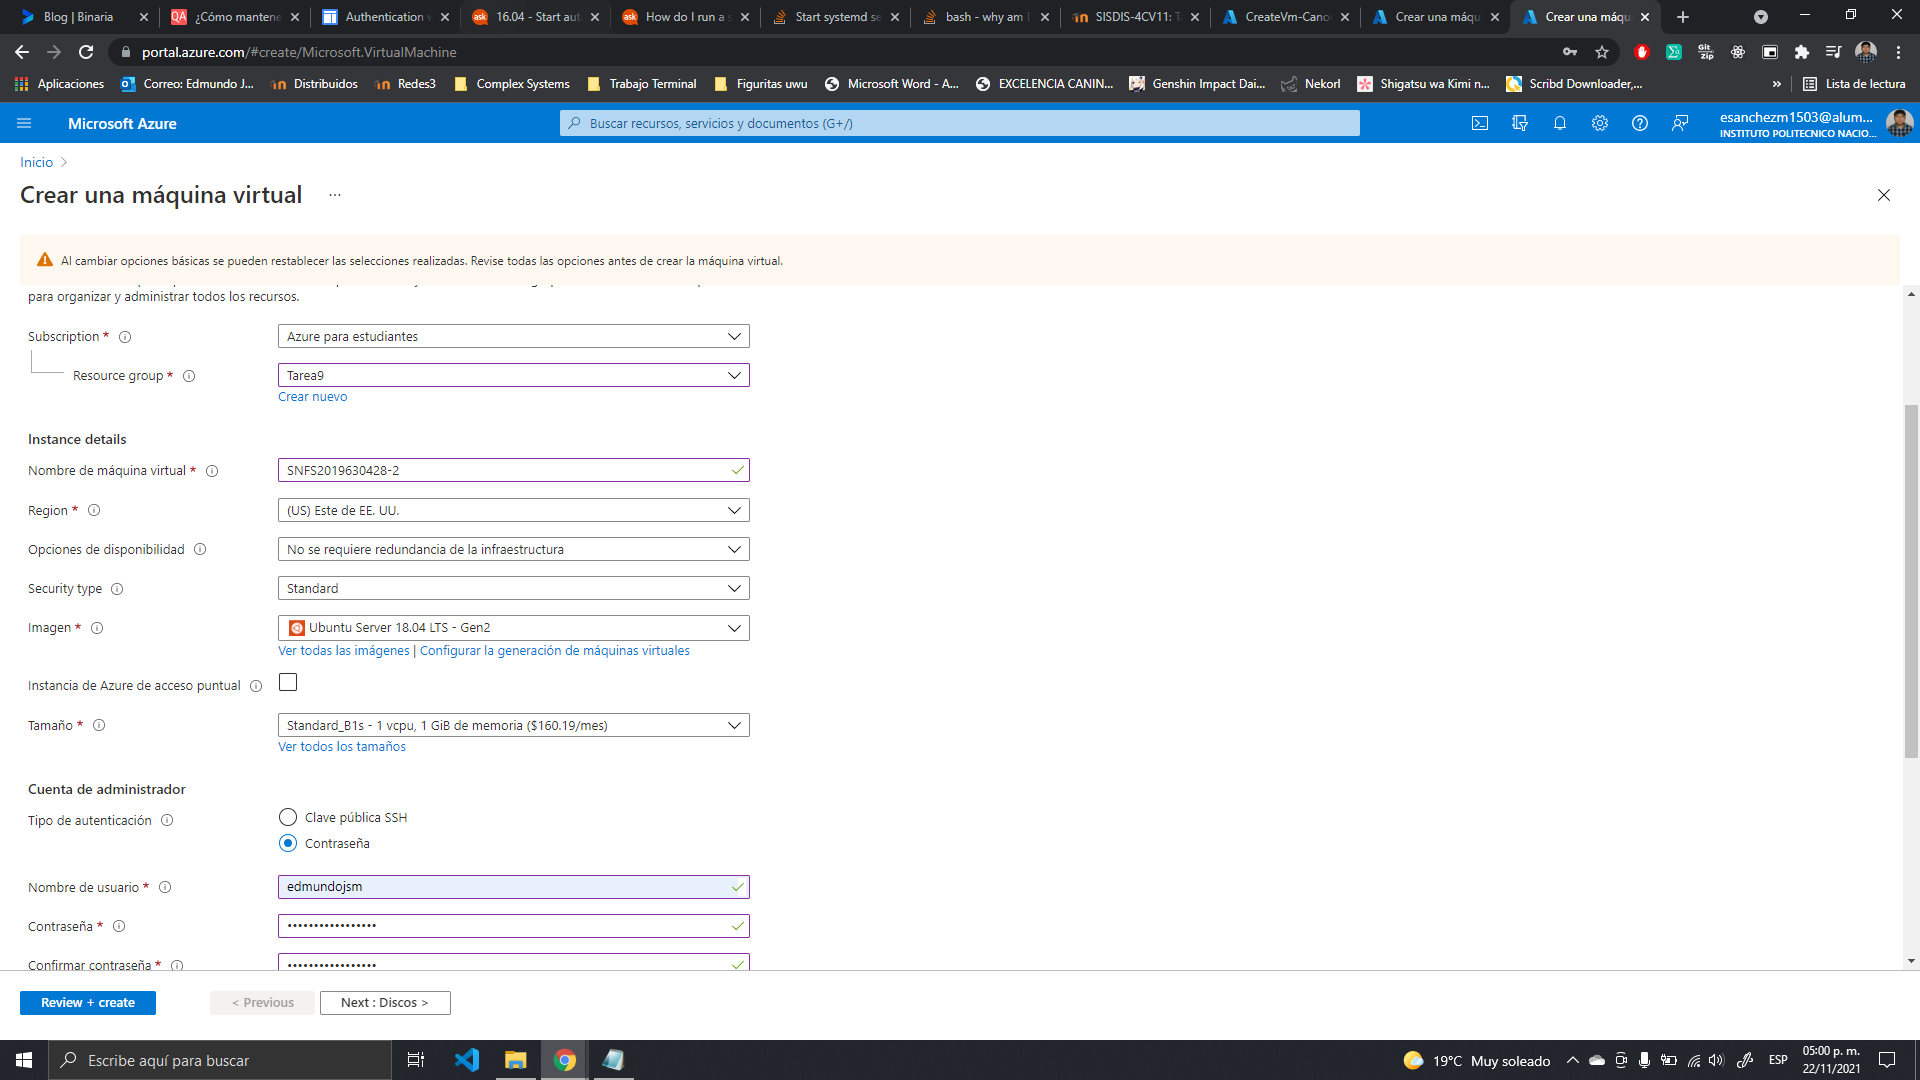 Blog | Binaria
¿Cómo mantene
Authentication w
16.04 - Start aut
How do I run a s
Start systemd se
bash - why am I
SISDIS-4CV11: Ta
CreateVm-Canon
Crear una máqu
Crear una máqu
portal.azure.com/#create/Microsoft.VirtualMachine
Aplicaciones
Correo: Edmundo J...
Distribuidos
Redes3
Complex Systems
Trabajo Terminal
Figuritas uwu
Microsoft Word - A...
EXCELENCIA CANIN...
Genshin Impact Dai...
Nekorl
Shigatsu wa Kimi n...
Scribd Downloader,...
»
Lista de lectura
Microsoft Azure
Buscar recursos, servicios y documentos (G+/)
esanchezm1503@alum...
INSTITUTO POLITECNICO NACIO...
Inicio >
Crear una máquina virtual ...
Al cambiar opciones básicas se pueden restablecer las selecciones realizadas. Revise todas las opciones antes de crear la máquina virtual.
para organizar y administrar todos los recursos.
Subscription * Azure para estudiantes
Resource group * Tarea9
Crear nuevo
Instance details
Nombre de máquina virtual * SNFS2019630428-2
Region * (US) Este de EE. UU.
Opciones de disponibilidad No se requiere redundancia de la infraestructura
Security type Standard
Imagen * Ubuntu Server 18.04 LTS - Gen2
Ver todas las imágenes | Configurar la generación de máquinas virtuales
Instancia de Azure de acceso puntual
Tamaño * Standard_B1s - 1 vcpu, 1 GiB de memoria ($160.19/mes)
Ver todos los tamaños
Cuenta de administrador
Tipo de autenticación Clave pública SSH
Contraseña
Nombre de usuario * edmundojsm
Contraseña * •••••••••••••••••
Confirmar contraseña * •••••••••••••••••
Review + create
< Previous
Next : Discos >
Escribe aquí para buscar
19°C Muy soleado
ESP
05:00 p. m.
22/11/2021